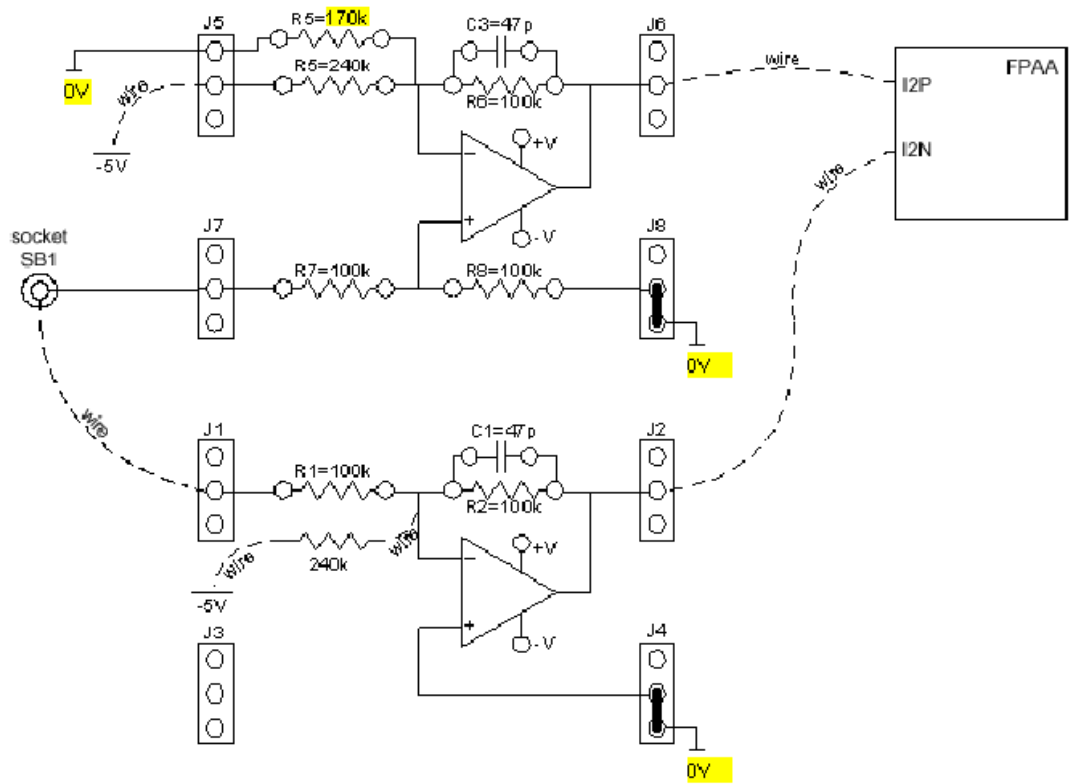 J5
R5=170k
C3=47p
J6
wire
FPAA
I2P
0V
wire
R5=240k
R6=100k
-5V
+V
−
+
-V
I2N
wire
socket
SB1
J7
R7=100k
R8=100k
J8
0V
wire
J1
R1=100k
C1=47p
J2
R2=100k
wire
240k
wire
-5V
+V
−
+
-V
J3
J4
0V